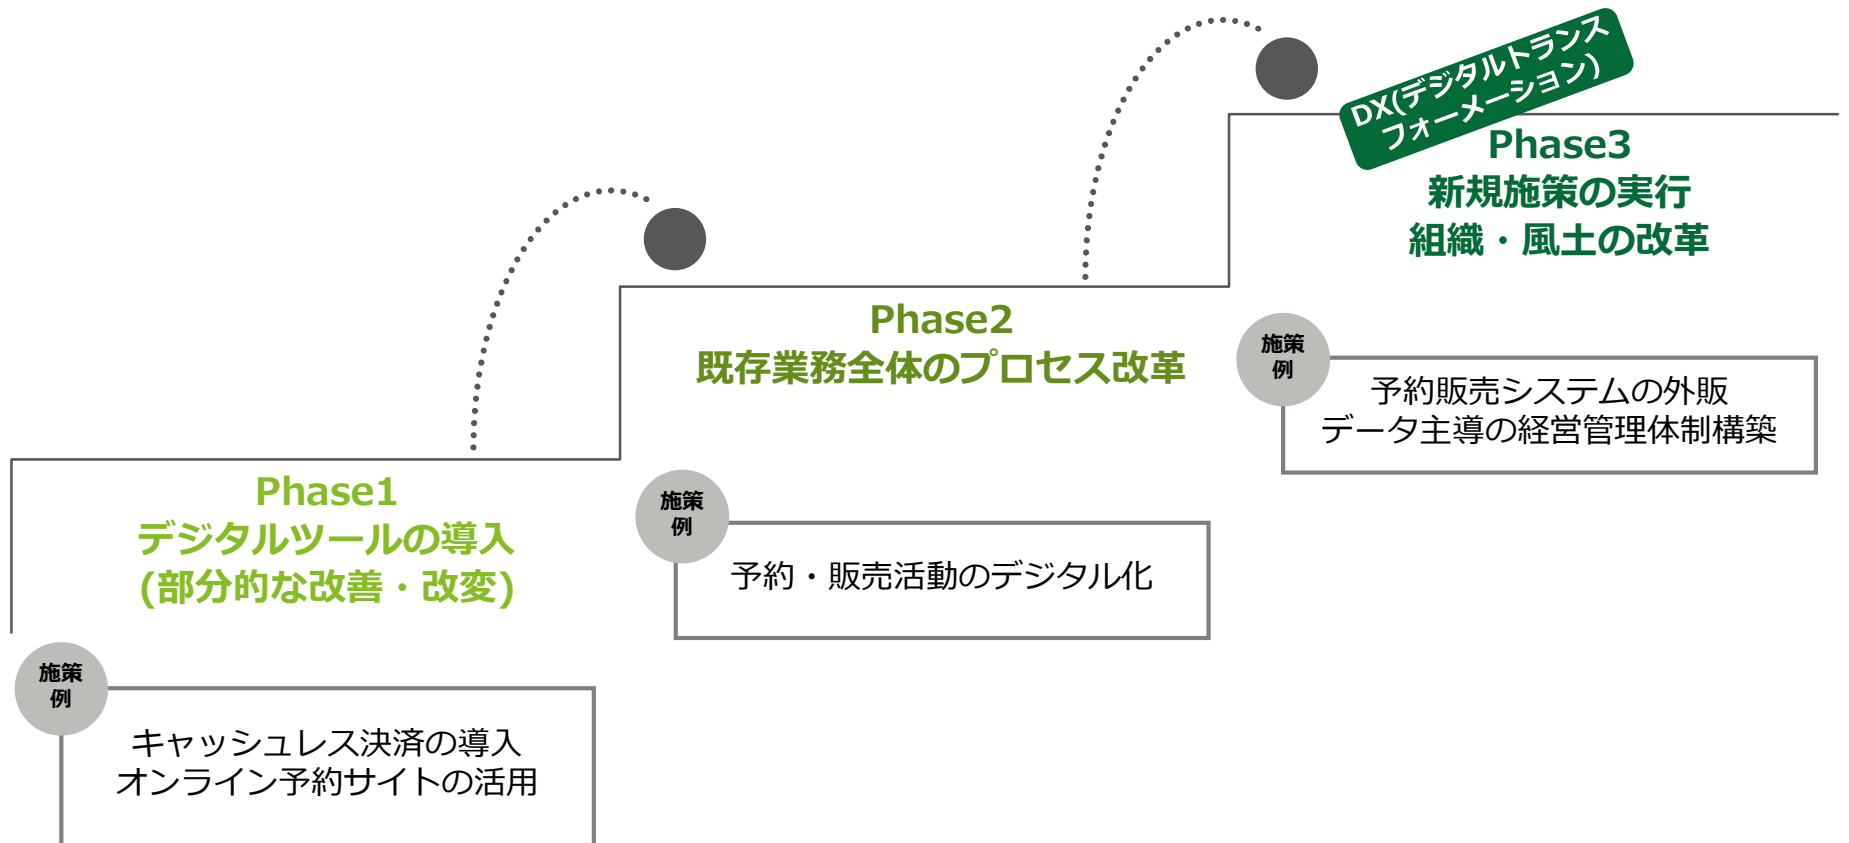 DX(デジタルトランス
フォーメーション）
Phase3
新規施策の実行
組織・風土の改革
施策
例
予約販売システムの外販
データ主導の経営管理体制構築
Phase2
既存業務全体のプロセス改革
施策
例
予約・販売活動のデジタル化
Phase1
デジタルツールの導入
(部分的な改善・改変)
施策
例
キャッシュレス決済の導入
オンライン予約サイトの活用